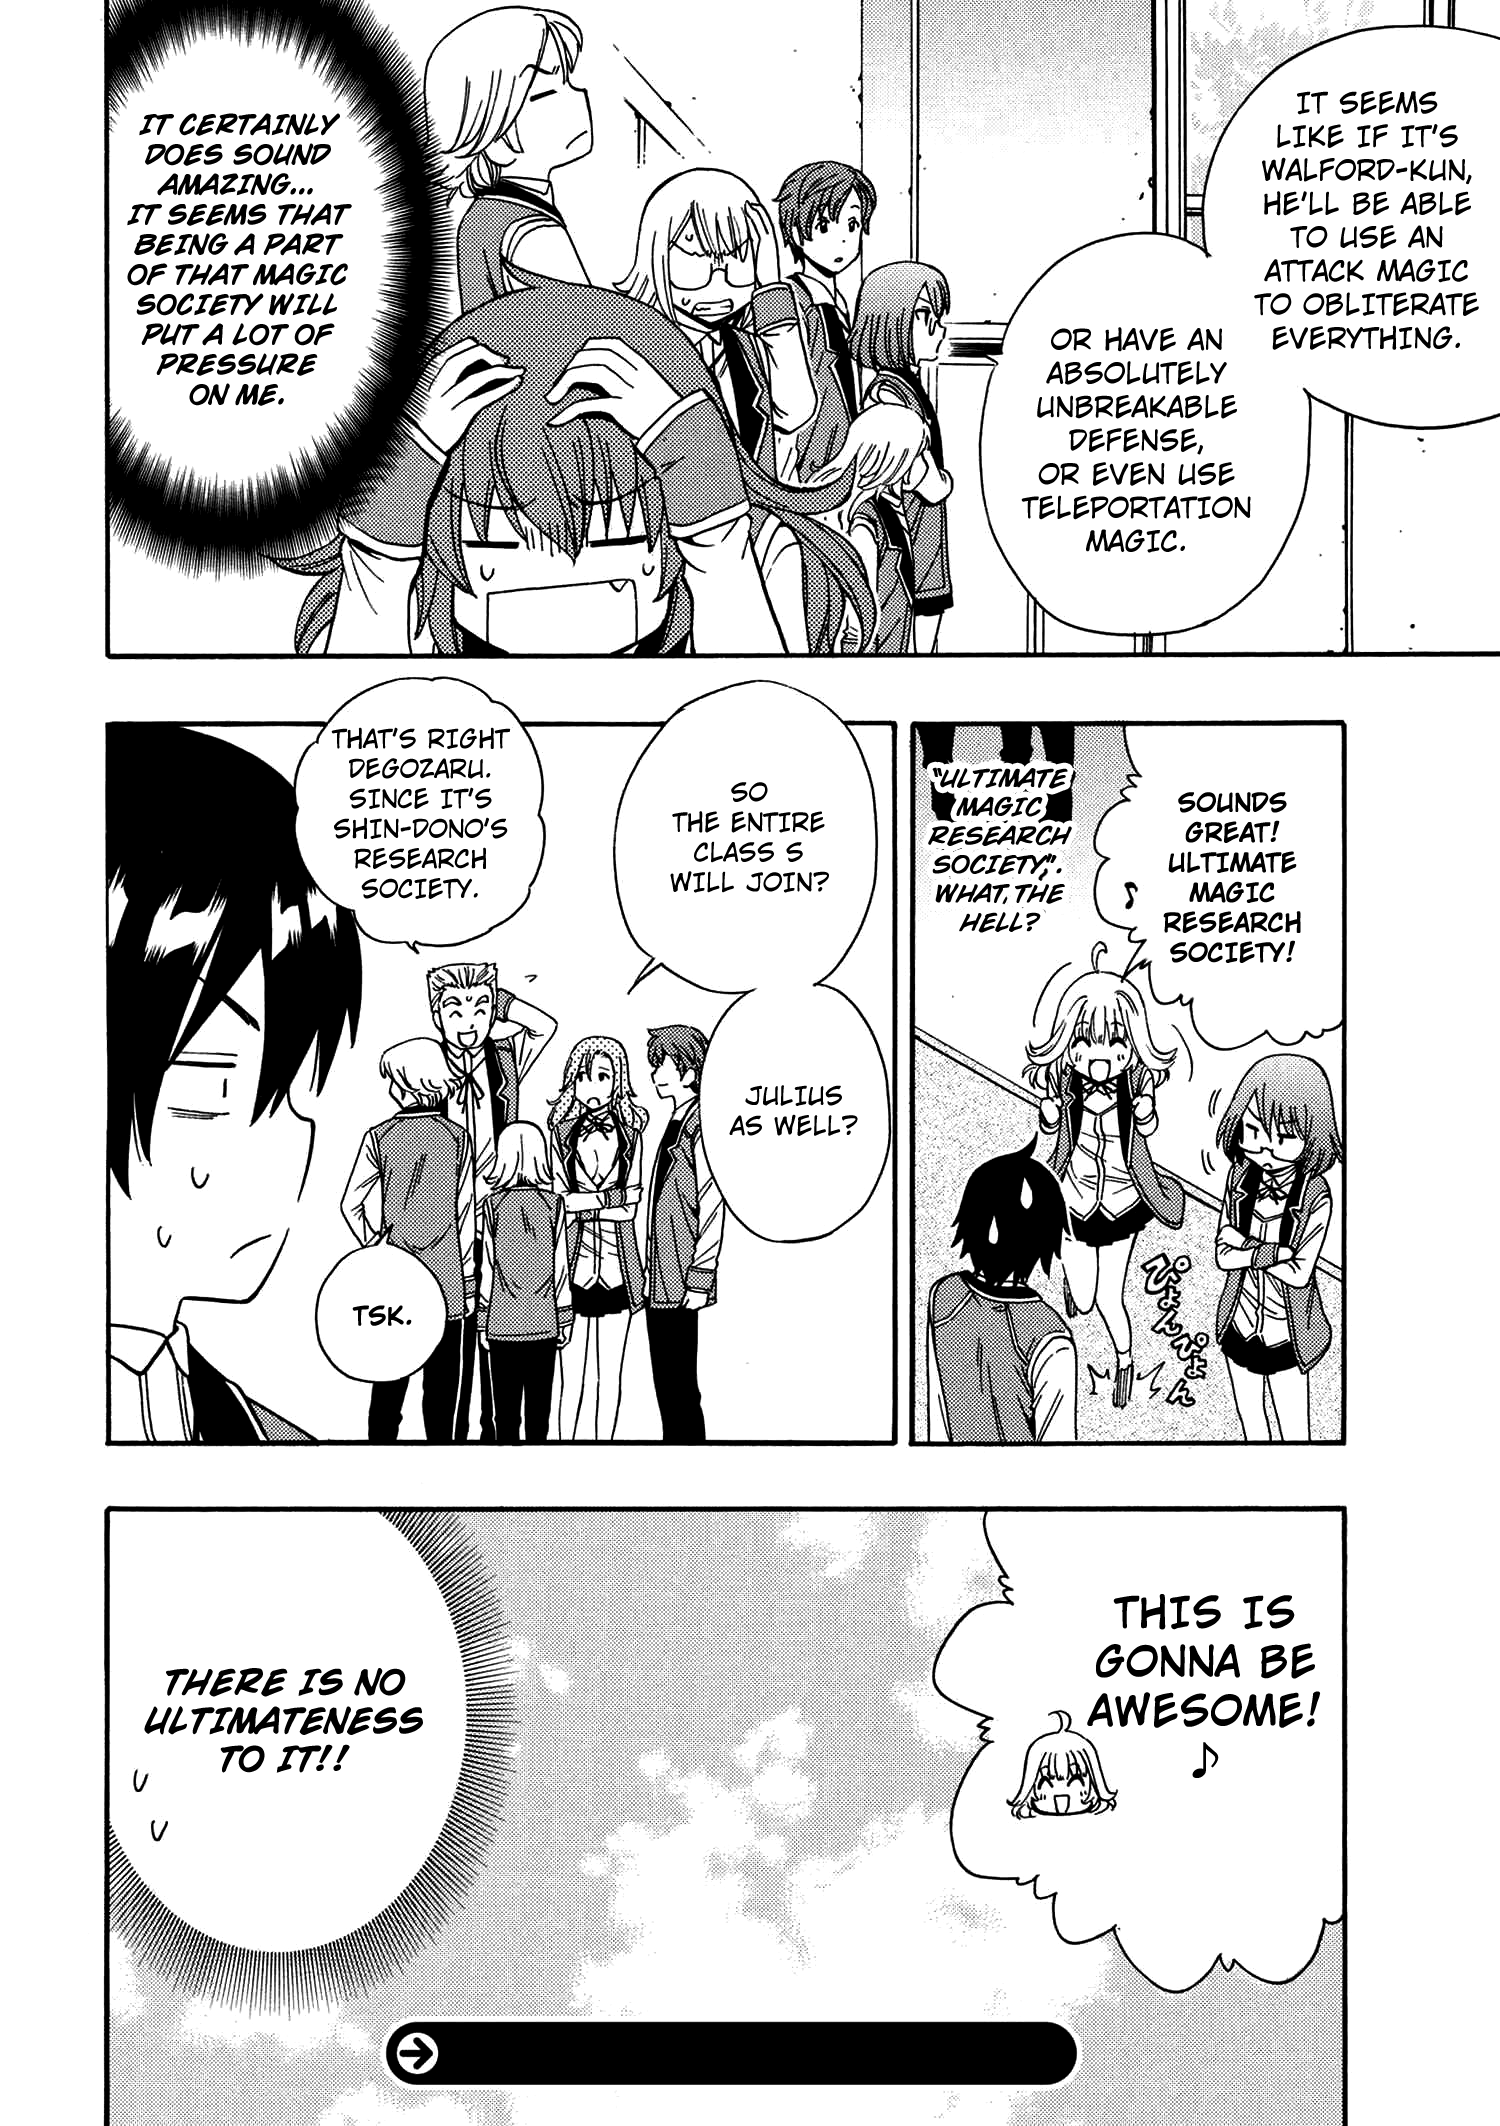 IT SEEMS
LIKE IF IT'S
WALFORD-KUN,
HE'LL BE ABLE
TO USE AN
ATTACK MAGIC
TO OBLITERATE
EVERYTHING.
OR HAVE AN
ABSOLUTELY
UNBREAKABLE
DEFENSE,
OR EVEN USE
TELEPORTATION
MAGIC.
IT CERTAINLY
DOES SOUND
AMAZING...
IT SEEMS THAT
BEING A PART
OF THAT MAGIC
SOCIETY WILL
PUT A LOT OF
PRESSURE
ON ME.
SOUNDS
GREAT!
ULTIMATE
MAGIC
RESEARCH
SOCIETY!
♪
"ULTIMATE
MAGIC
RESEARCH
SOCIETY,".
WHAT, THE
HELL?
ぴょんぴょん
SO
THE ENTIRE
CLASS S
WILL JOIN?
JULIUS
AS WELL?
THAT'S RIGHT
DEGOZARU.
SINCE IT'S
SHIN-DONO'S
RESEARCH
SOCIETY.
TSK.
THIS IS
GONNA BE
AWESOME!
♪
THERE IS NO
ULTIMATENESS
TO IT!!